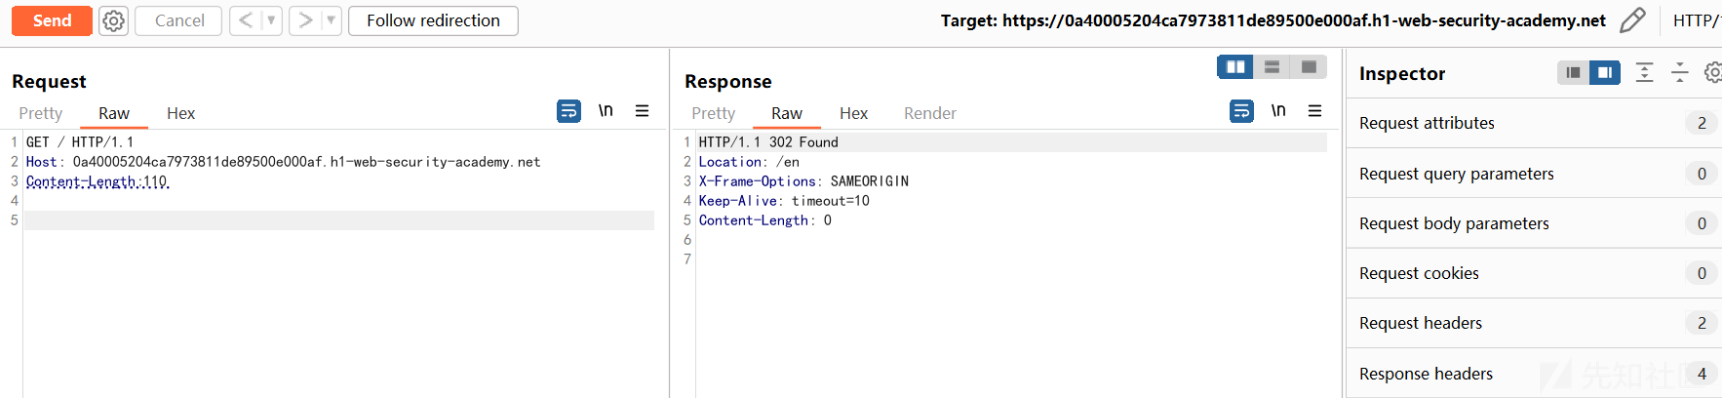 Send Cancel < > Follow redirection Target: https://0a40005204ca7973811de89500e000af.h1-web-security-academy.net HTTP/
Request
Pretty Raw Hex \n
1 GET / HTTP/1.1
2 Host: 0a40005204ca7973811de89500e000af.h1-web-security-academy.net
3 Content-Length:110
4
5
Response
Pretty Raw Hex Render \n
1 HTTP/1.1 302 Found
2 Location: /en
3 X-Frame-Options: SAMEORIGIN
4 Keep-Alive: timeout=10
5 Content-Length: 0
6
7
Inspector
Request attributes 2
Request query parameters 0
Request body parameters 0
Request cookies 0
Request headers 2
Response headers 4
先知社区